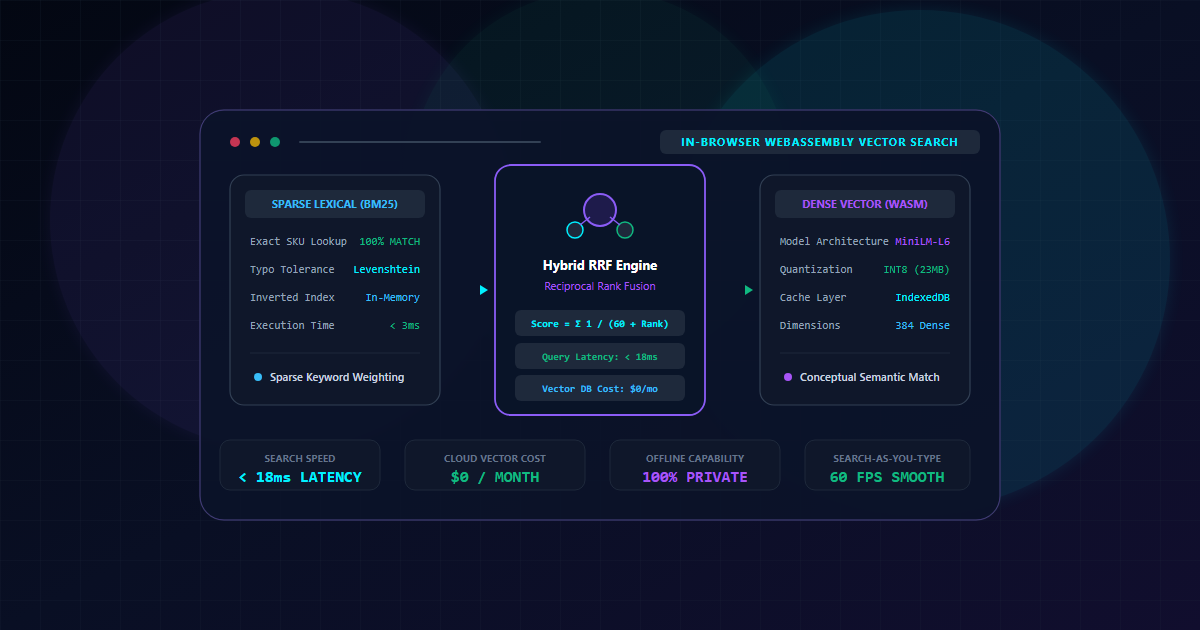 IN-BROWSER WEBASSEMBLY VECTOR SEARCH
SPARSE LEXICAL (BM25)
Exact SKU Lookup 100% MATCH
Typo Tolerance Levenshtein
Inverted Index In-Memory
Execution Time < 3ms
Sparse Keyword Weighting
Hybrid RRF Engine
Reciprocal Rank Fusion
Score = Σ 1 / (60 + Rank)
Query Latency: < 18ms
Vector DB Cost: $0/mo
DENSE VECTOR (WASM)
Model Architecture MiniLM-L6
Quantization INT8 (23MB)
Cache Layer IndexedDB
Dimensions 384 Dense
Conceptual Semantic Match
SEARCH SPEED
< 18ms LATENCY
CLOUD VECTOR COST
$0 / MONTH
OFFLINE CAPABILITY
100% PRIVATE
SEARCH-AS-YOU-TYPE
60 FPS SMOOTH